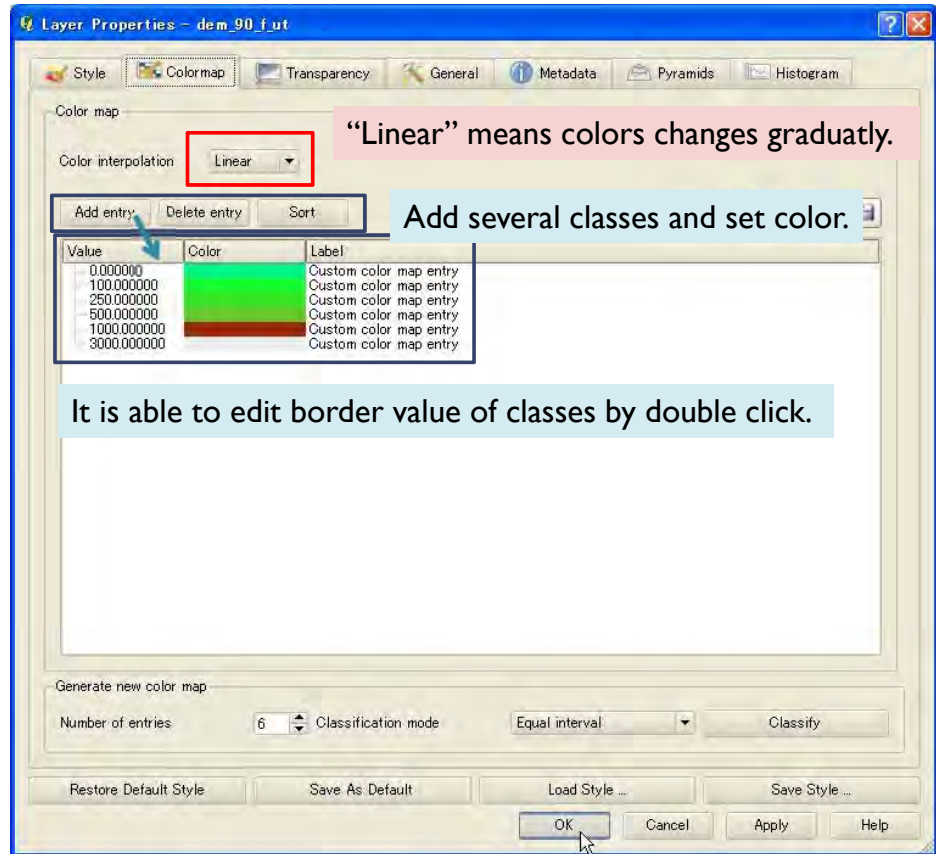 Layer Properties - dem_90_f_ut
Style Colormap Transparency General Metadata Pyramids Histogram
Color map
“Linear” means colors changes graduatly.
Color interpolation Linear
Add entry Delete entry Sort
Add several classes and set color.
Value Color Label
0.000000 Custom color map entry
100.000000 Custom color map entry
250.000000 Custom color map entry
500.000000 Custom color map entry
1000.000000 Custom color map entry
3000.000000 Custom color map entry
It is able to edit border value of classes by double click.
Generate new color map
Number of entries 6 Classification mode Equal interval Classify
Restore Default Style Save As Default Load Style ... Save Style ...
OK Cancel Apply Help